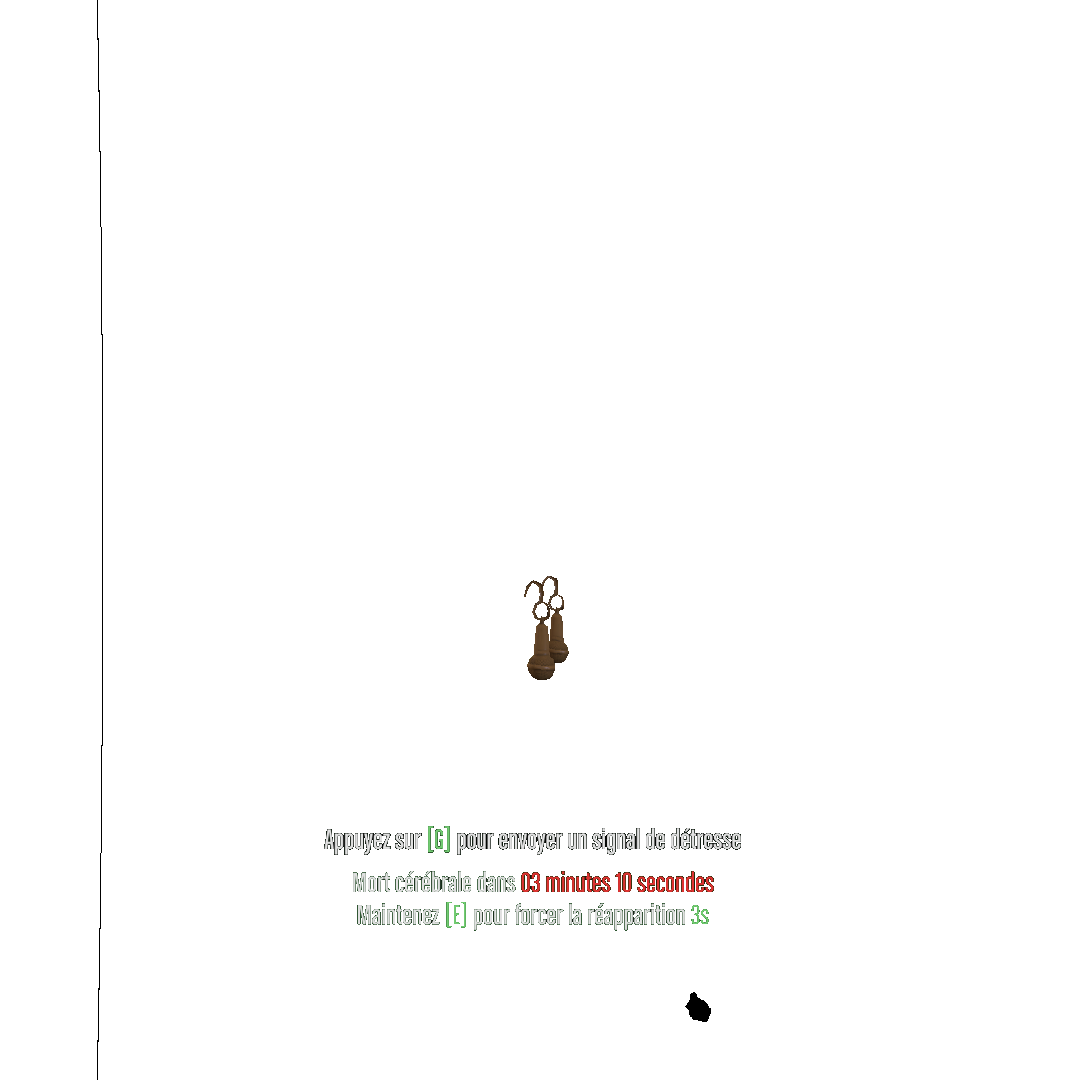 Appuyez sur [G] pour envoyer un signal de détresse
Mort cérébrale dans 03 minutes 10 secondes
Maintenez [E] pour forcer la réapparition 3s